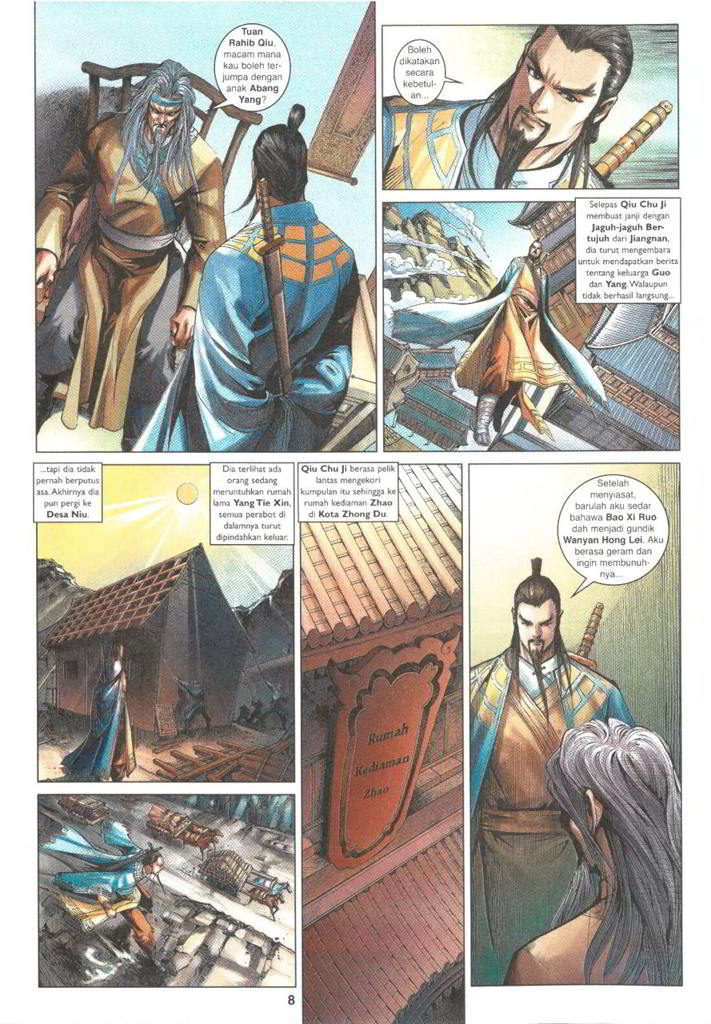 Tuan
Rahib Qiu,
macam mana
kau boleh ter-
jumpa dengan
anak Abang
Yang?
Boleh
dikatakan
secara
kebetul-
an...
Selepas Qiu Chu Ji
membuat janji dengan
Jaguh-jaguh Ber-
tujuh dari Jiangnan,
dia turut mengembara
untuk mendapatkan berita
tentang keluarga Guo
dan Yang. Walaupun
tidak berhasil langsung...
...tapi dia tidak
pernah berputus
asa. Akhirnya dia
pun pergi ke
Desa Niu.
Dia terlihat ada
orang sedang
meruntuhkan rumah
lama Yang Tie Xin,
semua perabot di
dalamnya turut
dipindahkan keluar.
Qiu Chu Ji berasa pelik
lantas mengekori
kumpulan itu sehingga ke
rumah kediaman Zhao
di Kota Zhong Du.
Rumah
Kediaman
Zhao
Setelah
menyiasat,
barulah aku sedar
bahawa Bao Xi Ruo
dah menjadi gundik
Wanyan Hong Lei. Aku
berasa geram dan
ingin membunuh-
nya...
8